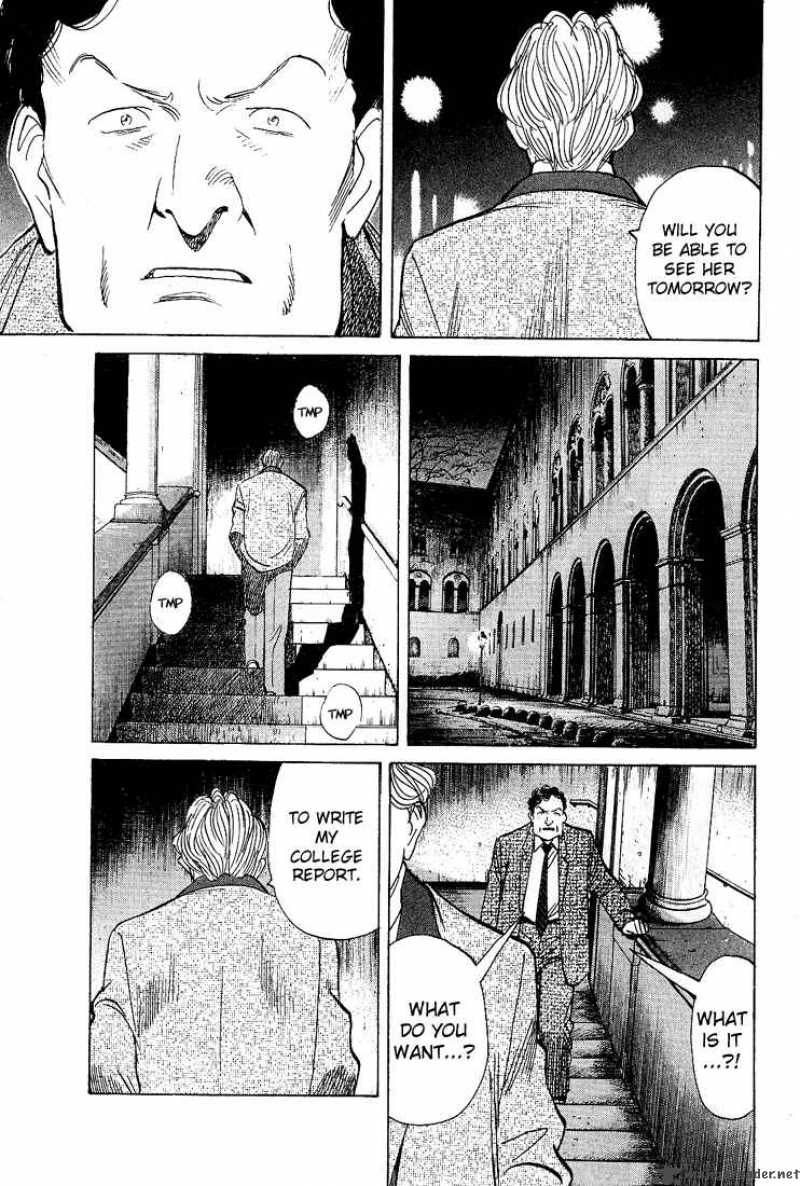 WILL YOU
BE ABLE TO
SEE HER
TOMORROW?
TMP
TMP
TMP
WHAT
IS IT
...?!
WHAT
DO YOU
WANT...?
TO WRITE
MY
COLLEGE
REPORT.